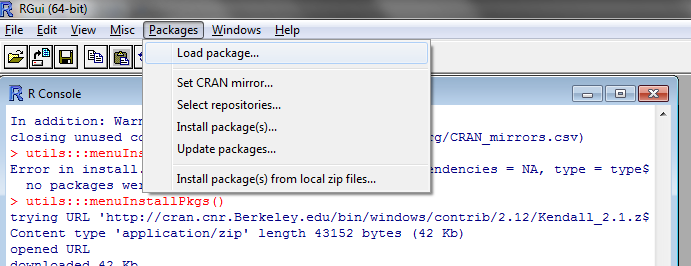 RGui (64-bit)
File Edit View Misc Packages Windows Help
Load package...
Set CRAN mirror...
Select repositories...
Install package(s)...
Update packages...
Install package(s) from local zip files...
R Console
In addition: War
closing unused co rg/CRAN_mirrors.csv)
> utils:::menuIns
Error in install. endencies = NA, type = type$
no packages wer
> utils:::menuInstallPkgs()
trying URL 'http://cran.cnr.Berkeley.edu/bin/windows/contrib/2.12/Kendall_2.1.z$
Content type 'application/zip' length 43152 bytes (42 Kb)
opened URL
downloaded 42 Kb